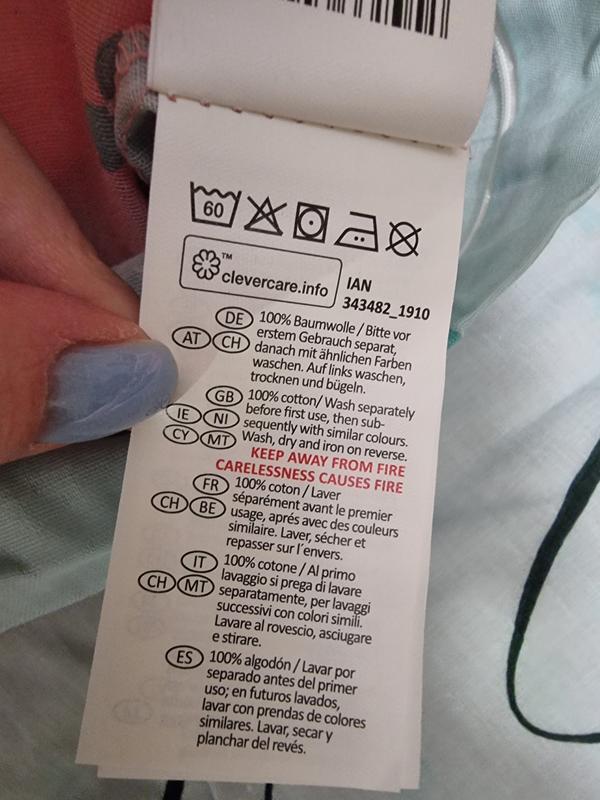 60
™
clevercare.info
IAN
343482_1910
DE AT CH
100% Baumwolle / Bitte vor
erstem Gebrauch separat,
danach mit ähnlichen Farben
waschen. Auf links waschen,
trocknen und bügeln.
GB IE NI CY MT
100% cotton/ Wash separately
before first use, then sub-
sequently with similar colours.
Wash, dry and iron on reverse.
KEEP AWAY FROM FIRE
CARELESSNESS CAUSES FIRE
FR CH BE
100% coton / Laver
séparément avant le premier
usage, aprés avec des couleurs
similaire. Laver, sécher et
repasser sur l´envers.
IT CH MT
100% cotone / Al primo
lavaggio si prega di lavare
separatamente, per lavaggi
successivi con colori simili.
Lavare al rovescio, asciugare
e stirare.
ES
100% algodón / Lavar por
separado antes del primer
uso; en futuros lavados,
lavar con prendas de colores
similares. Lavar, secar y
planchar del revés.